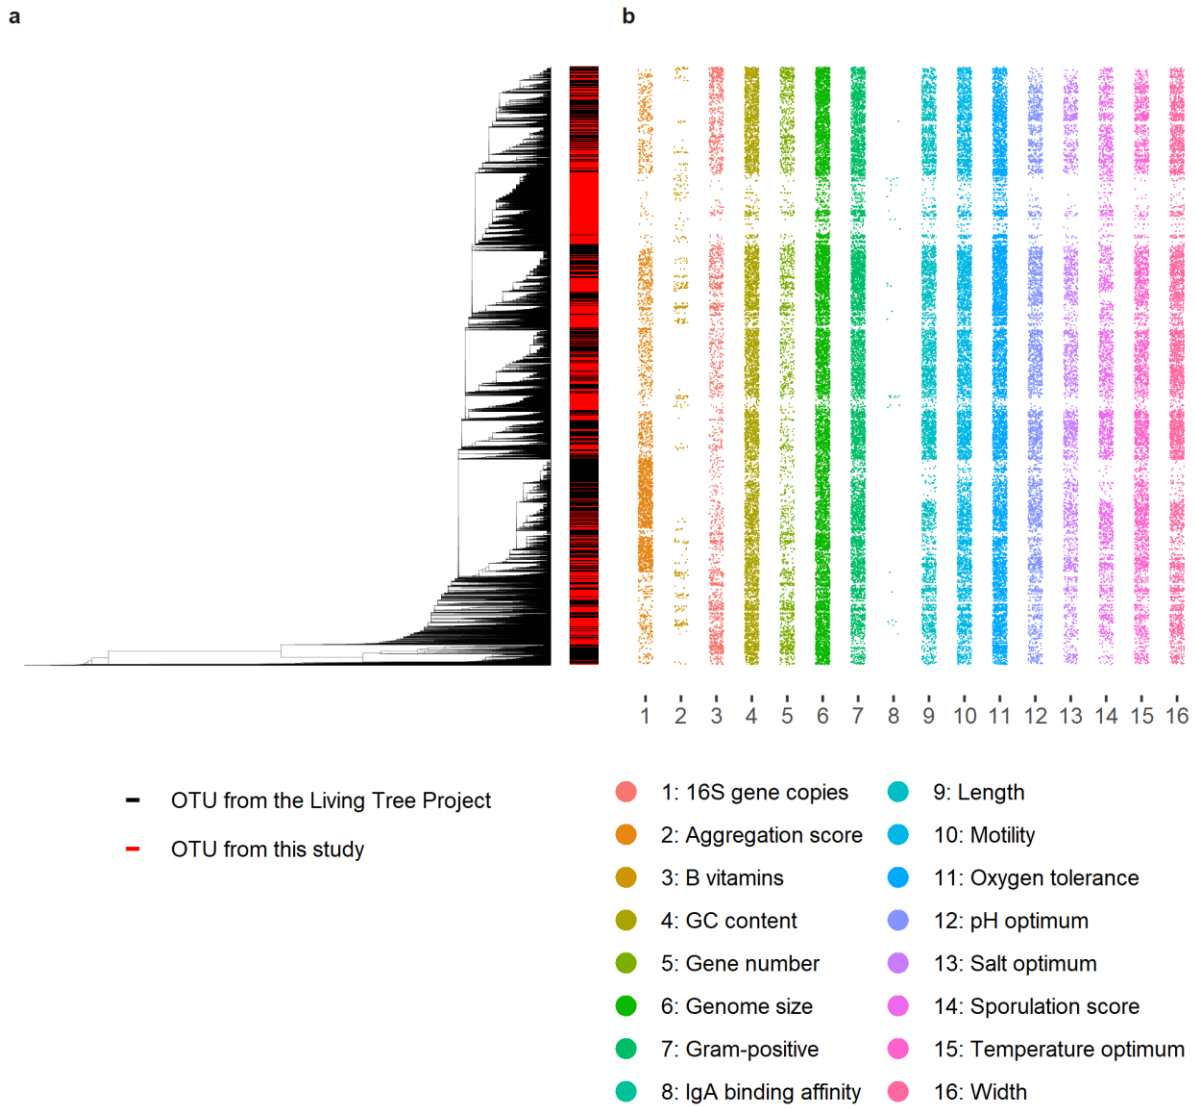 a
b
1 2 3 4 5 6 7 8 9 10 11 12 13 14 15 16
OTU from the Living Tree Project
OTU from this study
1: 16S gene copies
2: Aggregation score
3: B vitamins
4: GC content
5: Gene number
6: Genome size
7: Gram-positive
8: IgA binding affinity
9: Length
10: Motility
11: Oxygen tolerance
12: pH optimum
13: Salt optimum
14: Sporulation score
15: Temperature optimum
16: Width